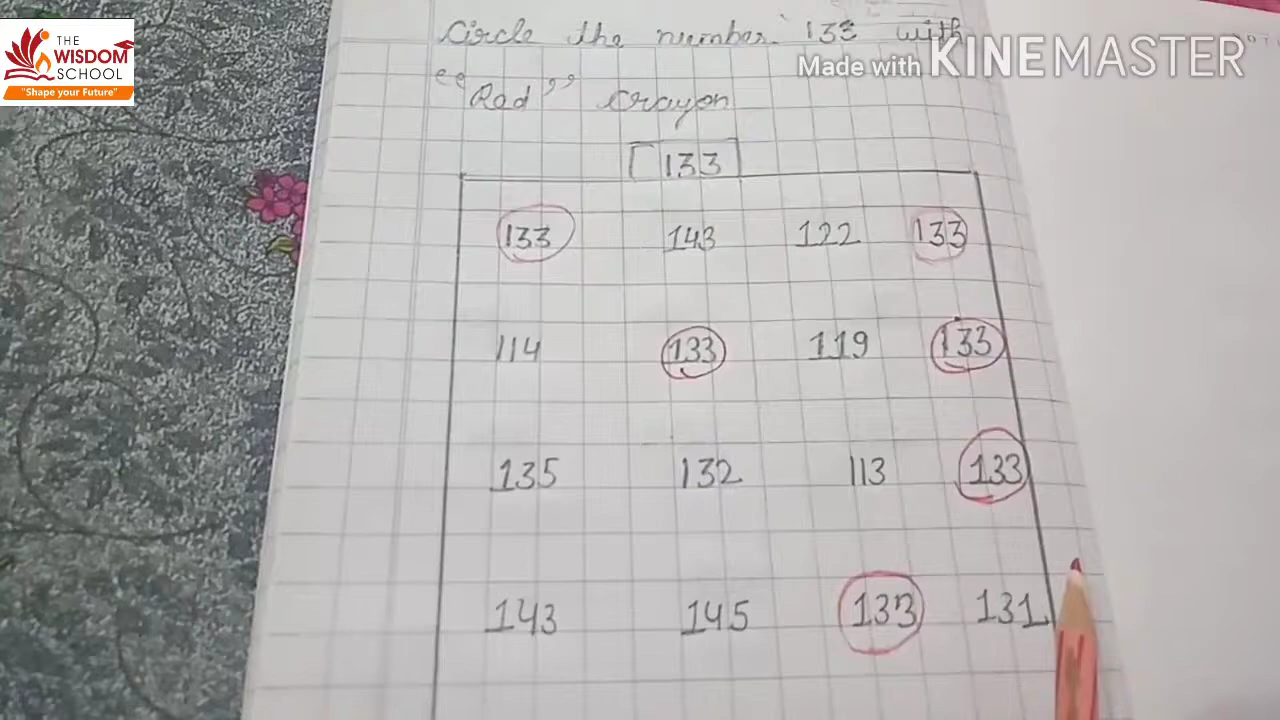 THE
WISDOM
SCHOOL
"Shape your Future"
Made with KINEMASTER
Circle the number 133 with
"Red" crayon
133
133 143 122 133
114 133 119 133
135 132 113 133
143 145 133 131